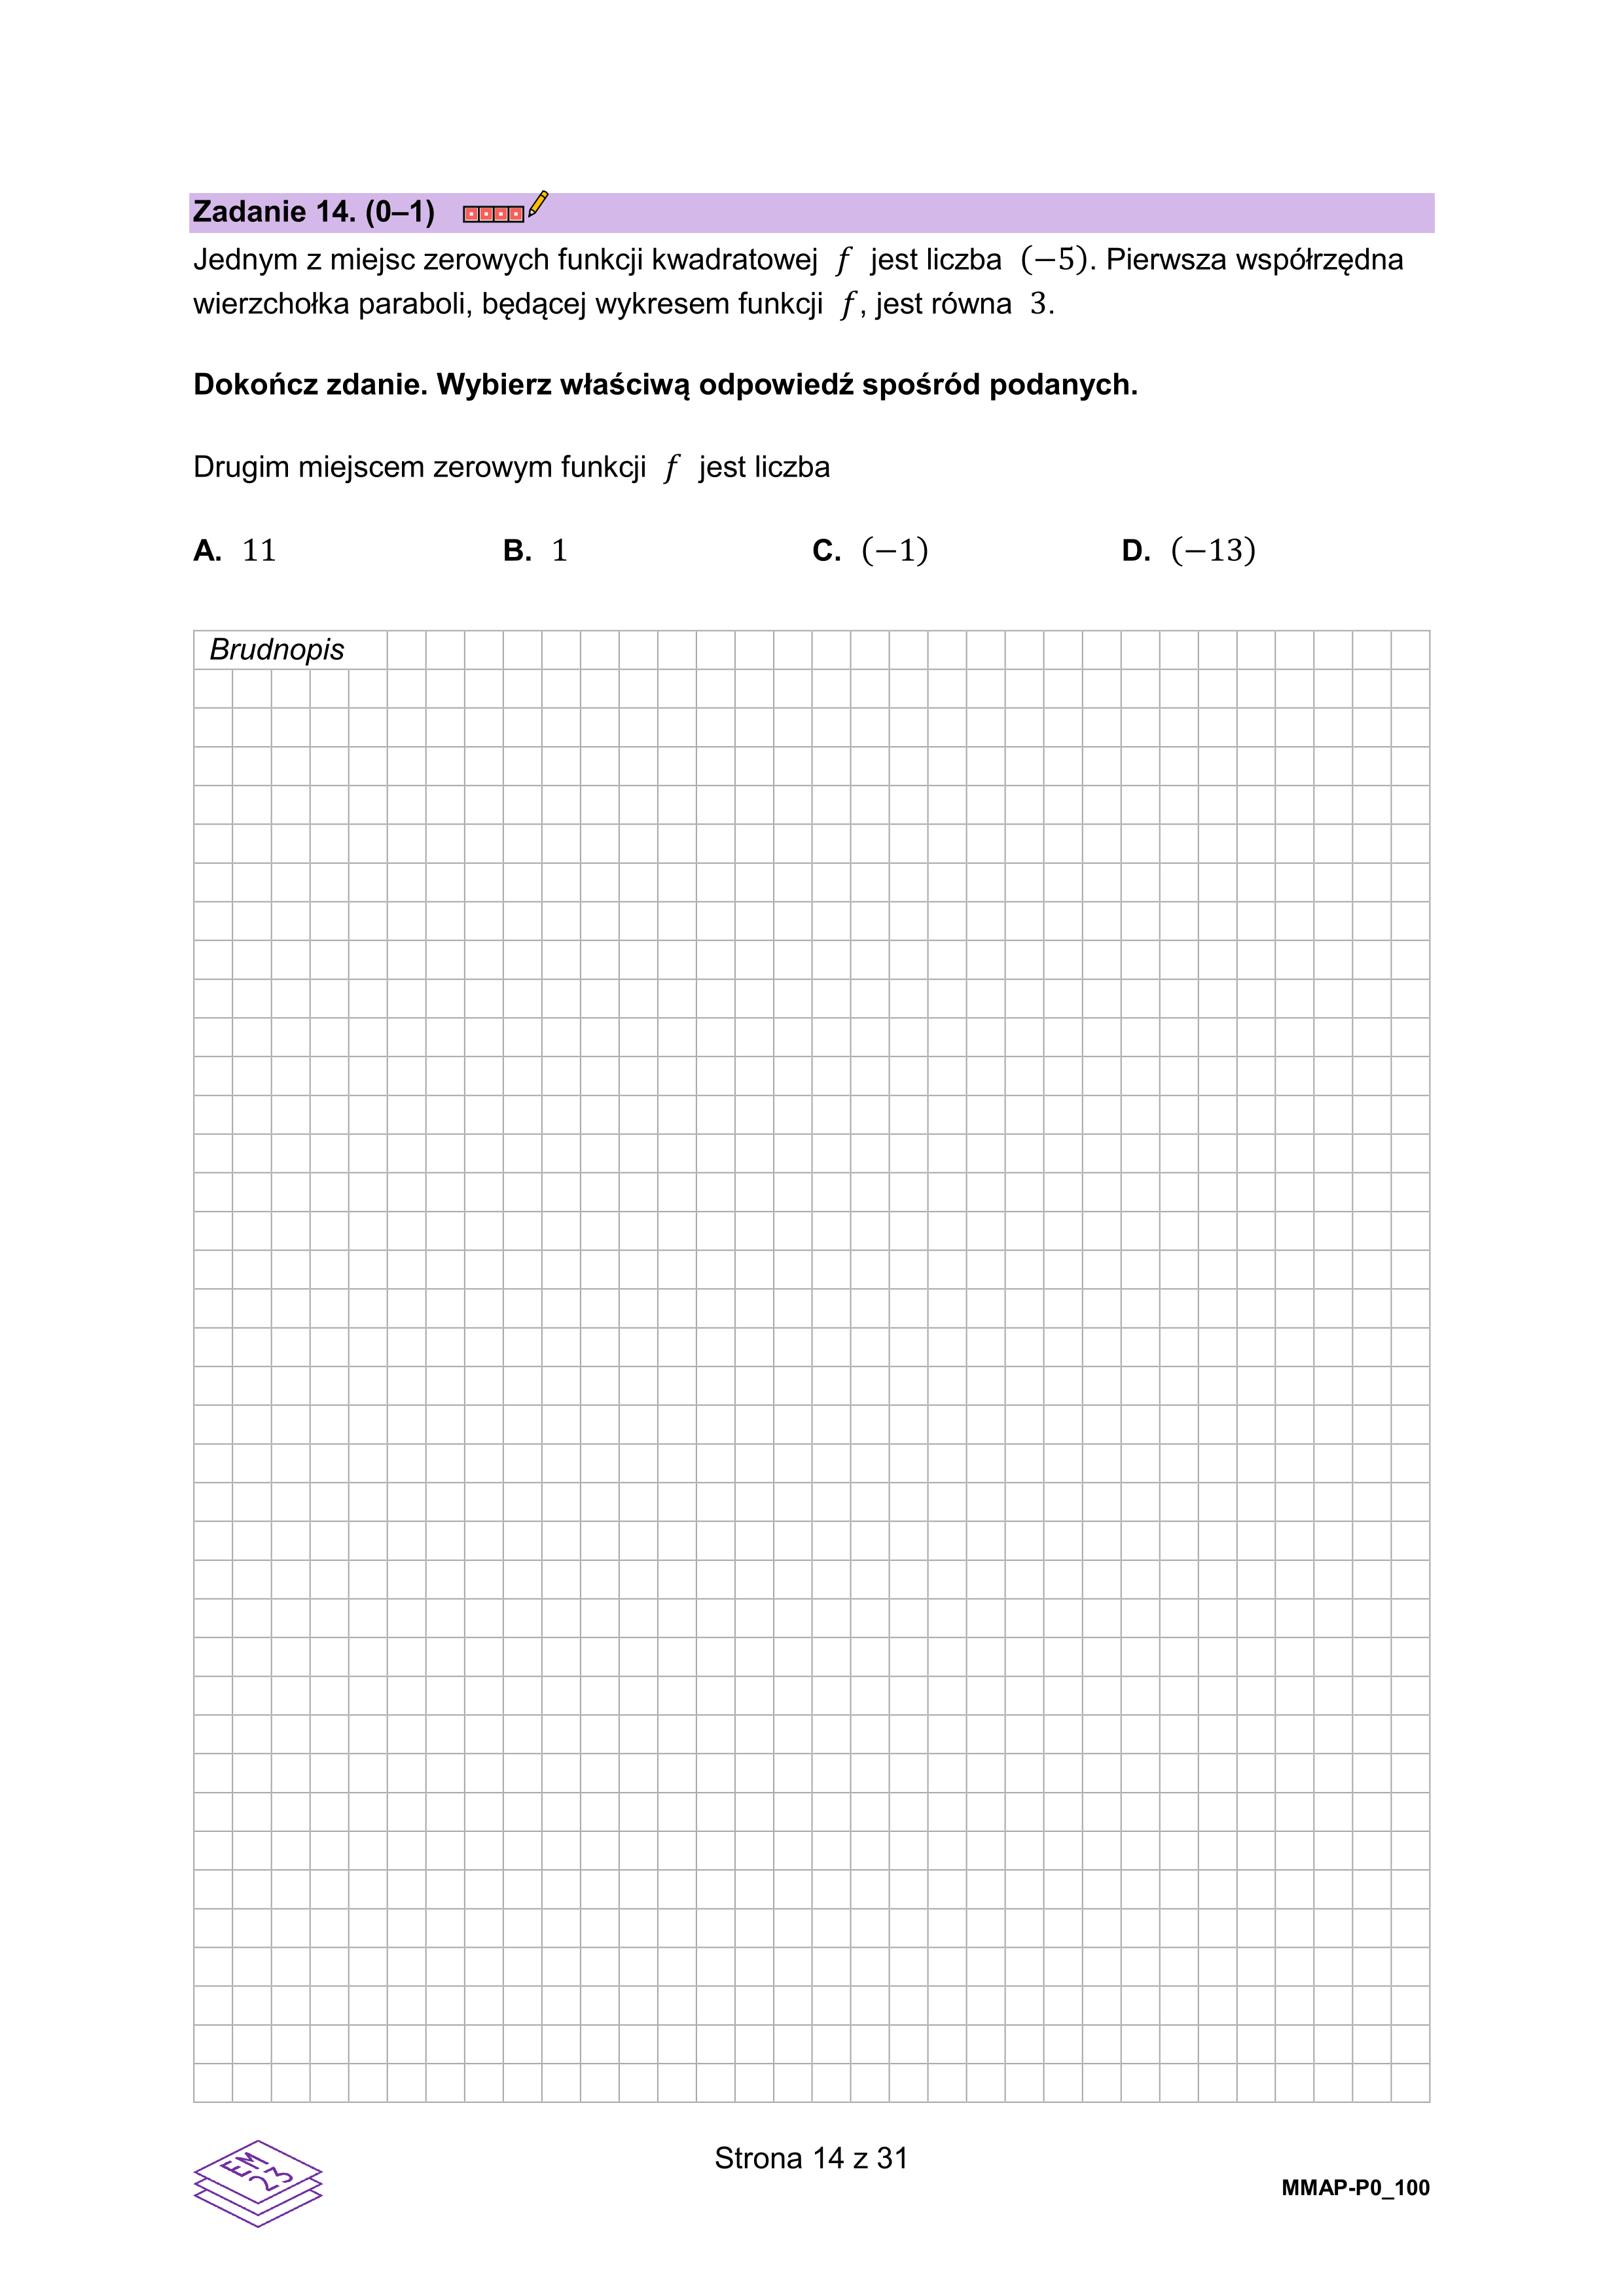 Zadanie 14. (0–1)
Jednym z miejsc zerowych funkcji kwadratowej f jest liczba (−5). Pierwsza współrzędna
wierzchołka paraboli, będącej wykresem funkcji f, jest równa 3.
Dokończ zdanie. Wybierz właściwą odpowiedź spośród podanych.
Drugim miejscem zerowym funkcji f jest liczba
A. 11 B. 1 C. (−1) D. (−13)
Brudnopis
EM
23
Strona 14 z 31
MMAP-P0_100